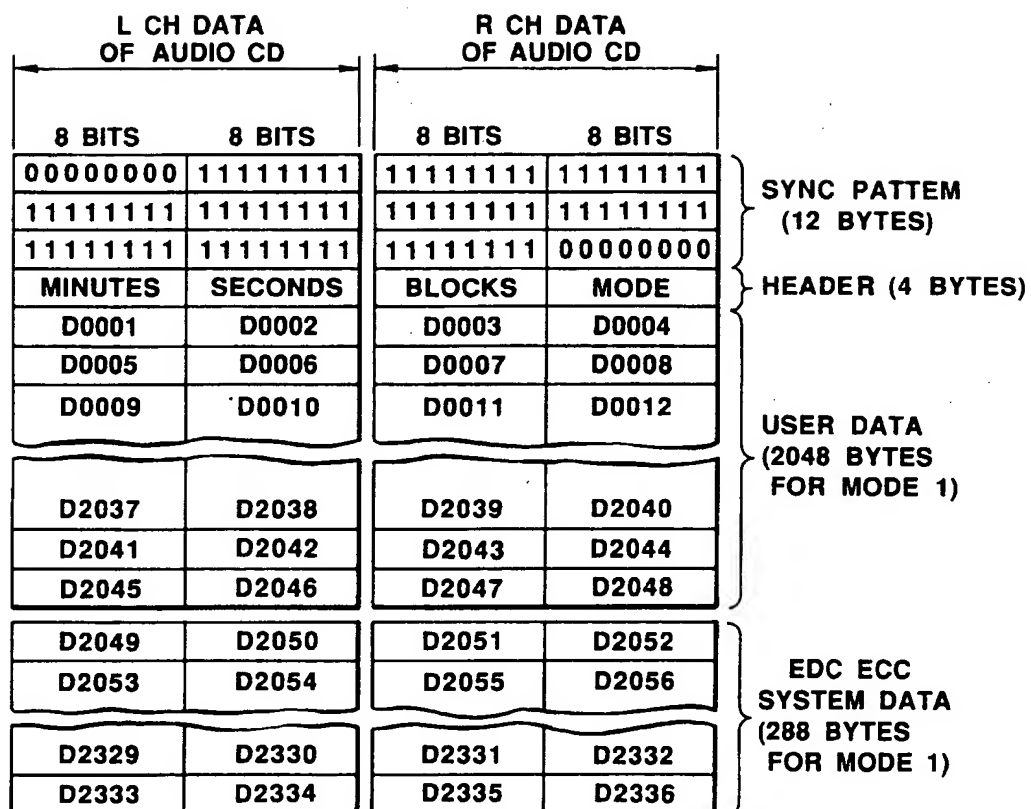 L CH DATA
OF AUDIO CD
R CH DATA
OF AUDIO CD
8 BITS 8 BITS 8 BITS 8 BITS
00000000 11111111 11111111 11111111
11111111 11111111 11111111 11111111
11111111 11111111 11111111 00000000
SYNC PATTEM
(12 BYTES)
MINUTES SECONDS BLOCKS MODE
HEADER (4 BYTES)
D0001 D0002 D0003 D0004
D0005 D0006 D0007 D0008
D0009 D0010 D0011 D0012
D2037 D2038 D2039 D2040
D2041 D2042 D2043 D2044
D2045 D2046 D2047 D2048
USER DATA
(2048 BYTES
FOR MODE 1)
D2049 D2050 D2051 D2052
D2053 D2054 D2055 D2056
D2329 D2330 D2331 D2332
D2333 D2334 D2335 D2336
EDC ECC
SYSTEM DATA
(288 BYTES
FOR MODE 1)